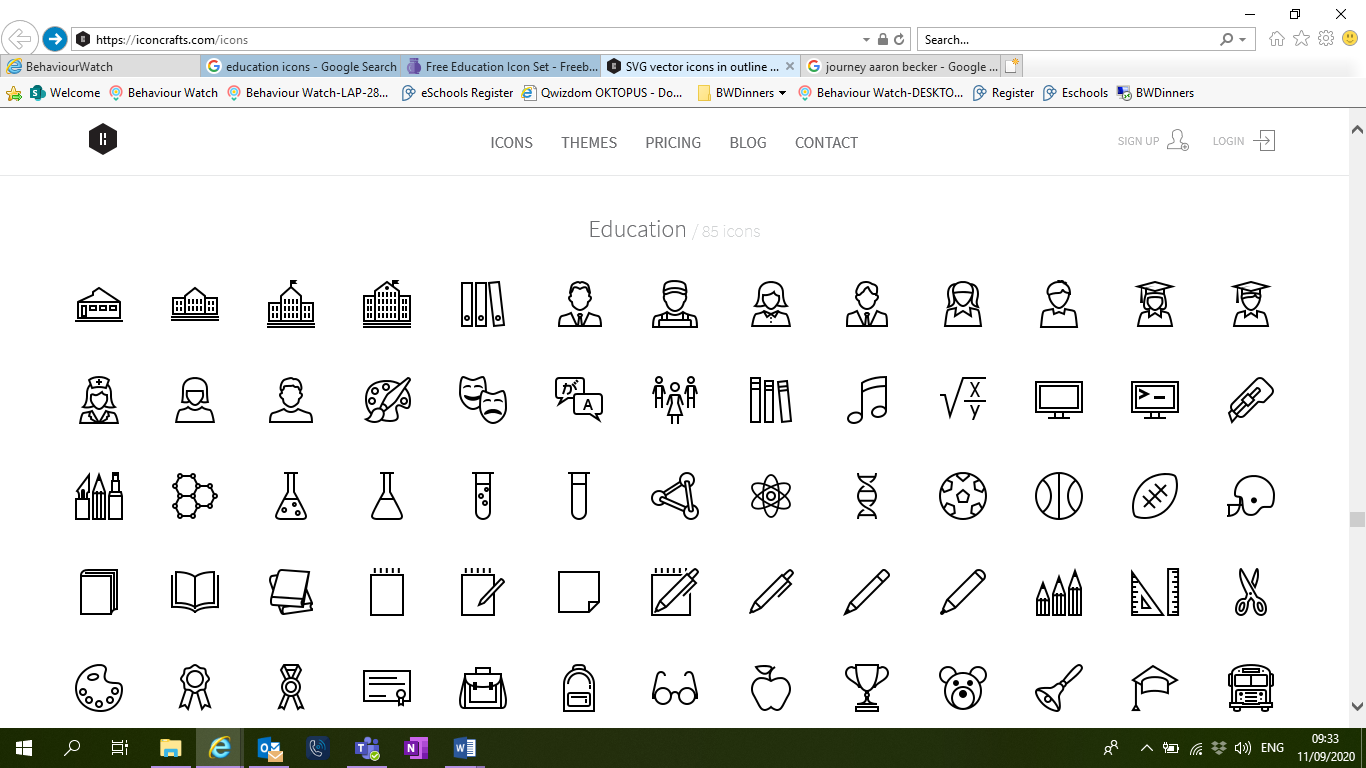 https://iconcrafts.com/icons
Search...
BehaviourWatch
education icons - Google Search
Free Education Icon Set - Freeb...
SVG vector icons in outline ...
journey aaron becker - Google ...
Welcome
Behaviour Watch
Behaviour Watch-LAP-28...
eSchools Register
Qwizdom OKTOPUS - Do...
BWDinners
Behaviour Watch-DESKTO...
Register
Eschools
BWDinners
ICONS THEMES PRICING BLOG CONTACT
SIGN UP
LOGIN
Education / 85 icons
が
A
X
y
ENG
09:33
11/09/2020